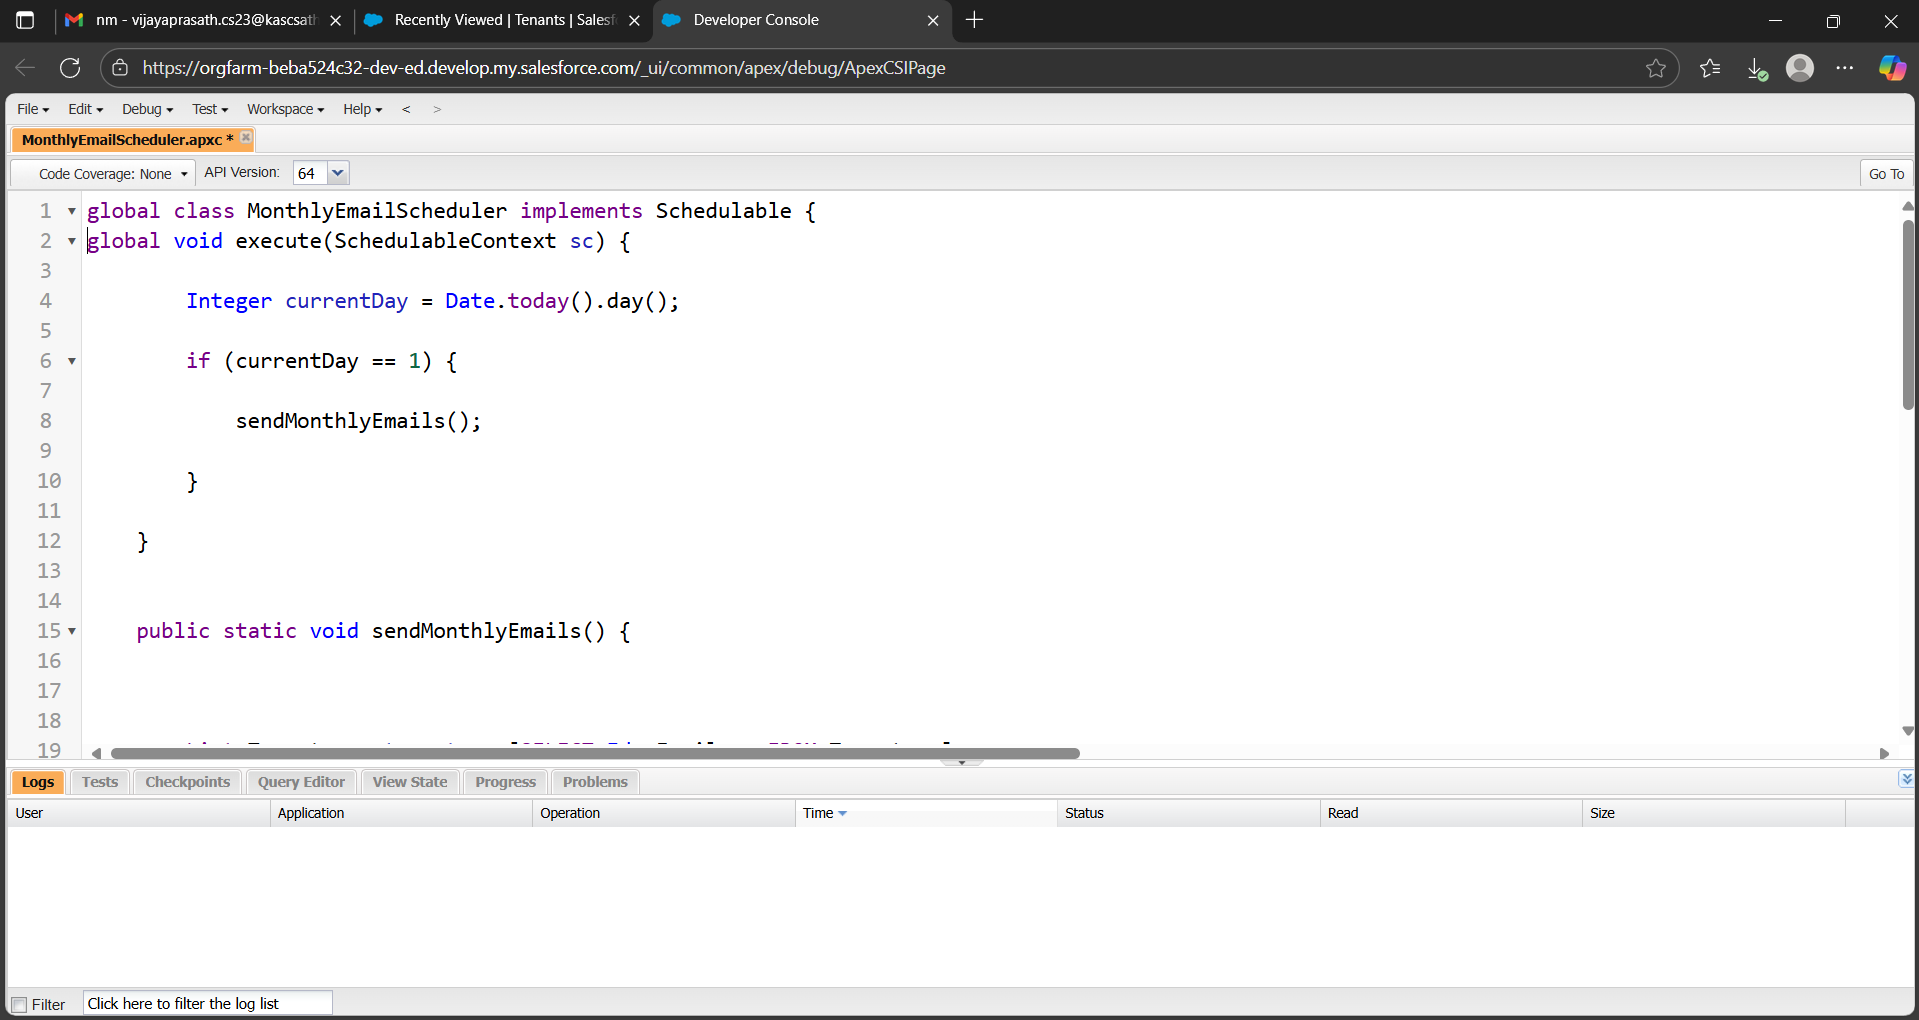 nm - vijayaprasath.cs23@kascsath
Recently Viewed | Tenants | Salesf
Developer Console
https://orgfarm-beba524c32-dev-ed.develop.my.salesforce.com/_ui/common/apex/debug/ApexCSIPage
File Edit Debug Test Workspace Help < >
MonthlyEmailScheduler.apxc *
Code Coverage: None API Version: 64 Go To
1 global class MonthlyEmailScheduler implements Schedulable {
2 global void execute(SchedulableContext sc) {
3
4 Integer currentDay = Date.today().day();
5
6 if (currentDay == 1) {
7
8 sendMonthlyEmails();
9
10 }
11
12 }
13
14
15 public static void sendMonthlyEmails() {
16
17
18
19
Logs Tests Checkpoints Query Editor View State Progress Problems
User Application Operation Time Status Read Size
Filter Click here to filter the log list